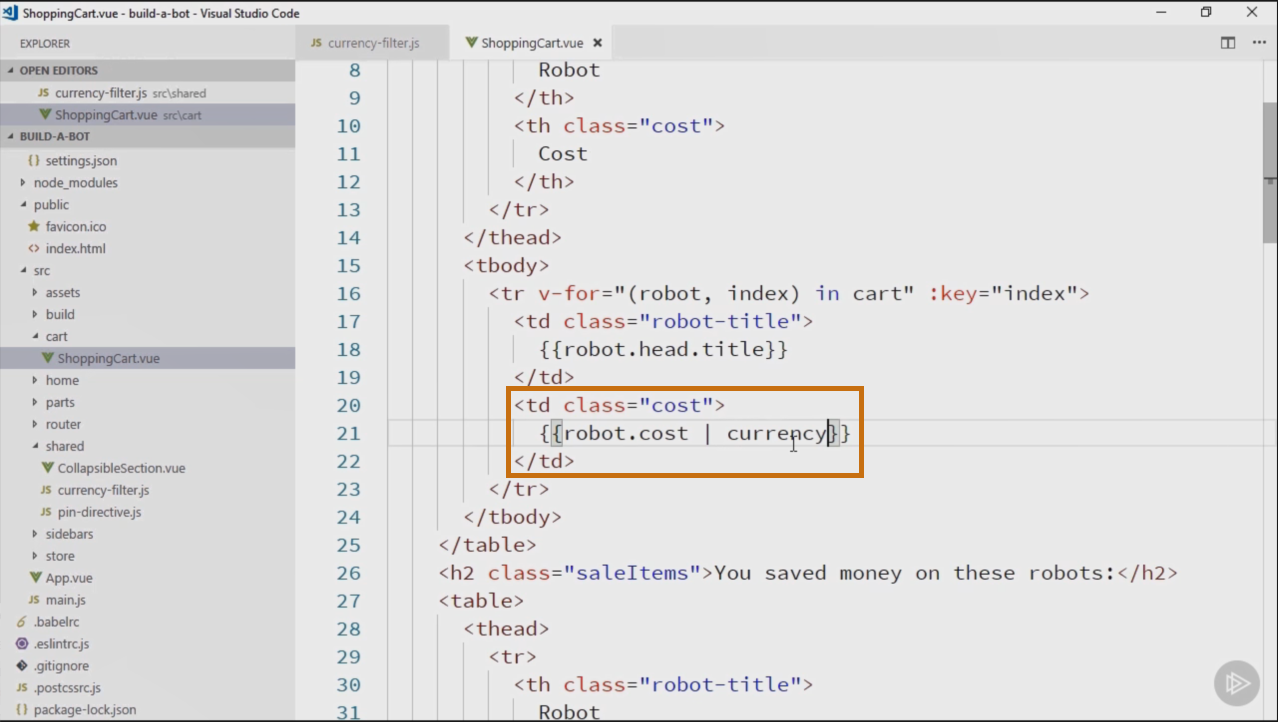 ShoppingCart.vue - build-a-bot - Visual Studio Code
EXPLORER
OPEN EDITORS
JS currency-filter.js src\shared
ShoppingCart.vue src\cart
BUILD-A-BOT
{} settings.json
node_modules
public
favicon.ico
<> index.html
src
assets
build
cart
ShoppingCart.vue
home
parts
router
shared
CollapsibleSection.vue
JS currency-filter.js
JS pin-directive.js
sidebars
store
App.vue
JS main.js
6 .babelrc
.eslintrc.js
.gitignore
JS .postcssrc.js
{} package-lock.json
JS currency-filter.js
ShoppingCart.vue ×
8 Robot
9 </th>
10 <th class="cost">
11 Cost
12 </th>
13 </tr>
14 </thead>
15 <tbody>
16 <tr v-for="(robot, index) in cart" :key="index">
17 <td class="robot-title">
18 {{robot.head.title}}
19 </td>
20 <td class="cost">
21 {{robot.cost | currency}}
22 </td>
23 </tr>
24 </tbody>
25 </table>
26 <h2 class="saleItems">You saved money on these robots:</h2>
27 <table>
28 <thead>
29 <tr>
30 <th class="robot-title">
31 Robot